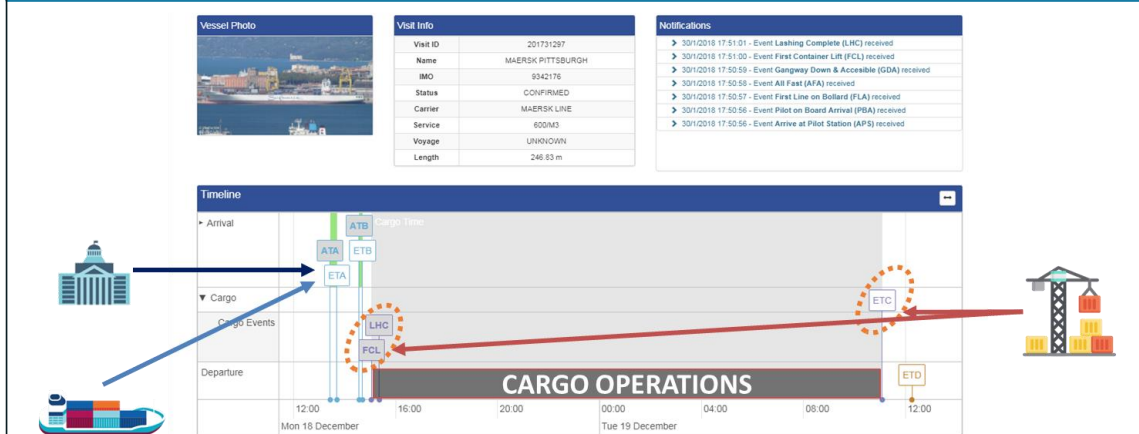 Vessel Photo
Visit Info
Visit ID 201731297
Name MAERSK PITTSBURGH
IMO 9342176
Status CONFIRMED
Carrier MAERSK LINE
Service 600/M3
Voyage UNKNOWN
Length 246.83 m
Notifications
30/1/2018 17:51:01 - Event Lashing Complete (LHC) received
30/1/2018 17:51:00 - Event First Container Lift (FCL) received
30/1/2018 17:50:59 - Event Gangway Down & Accesible (GDA) received
30/1/2018 17:50:58 - Event All Fast (AFA) received
30/1/2018 17:50:57 - Event First Line on Bollard (FLA) received
30/1/2018 17:50:56 - Event Pilot on Board Arrival (PBA) received
30/1/2018 17:50:56 - Event Arrive at Pilot Station (APS) received
Timeline
Arrival
ATB Cargo Time
ATA ETB
ETA
Cargo
ETC
Cargo Events
LHC
FCL
Departure
CARGO OPERATIONS
ETD
12:00 16:00 20:00 00:00 04:00 08:00 12:00
Mon 18 December Tue 19 December